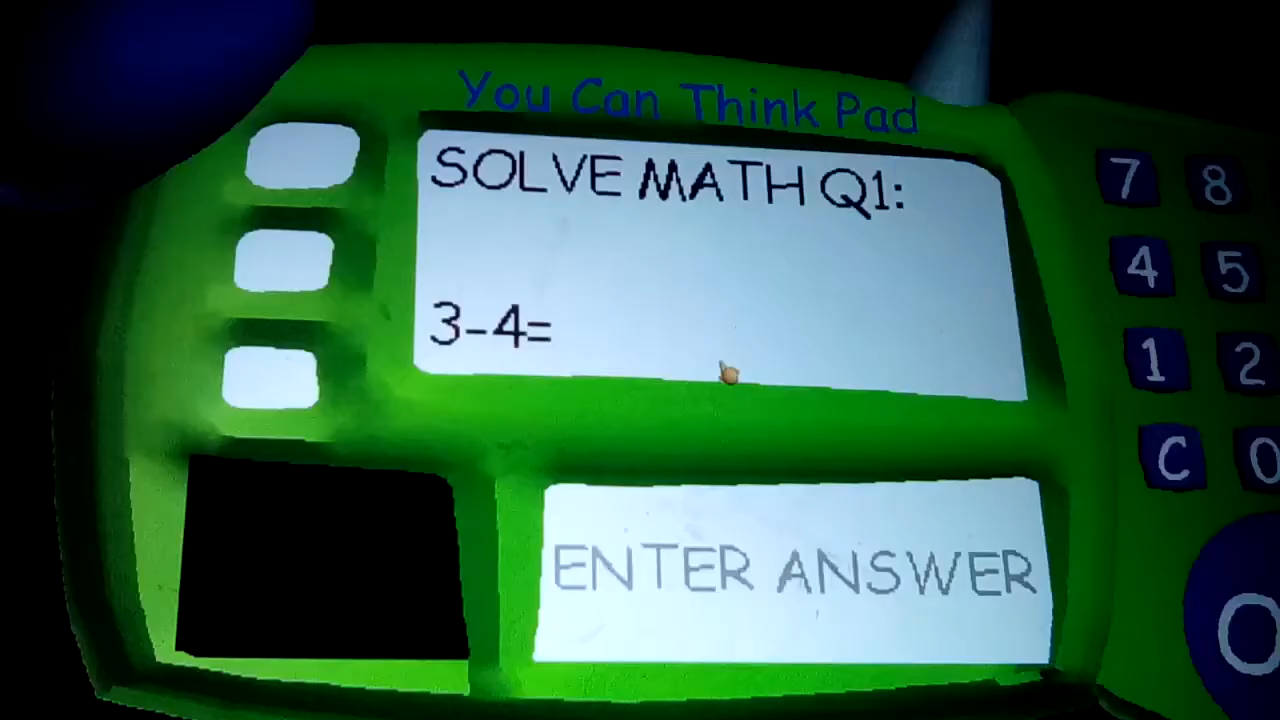 You Can Think Pad
SOLVE MATH Q1:
3-4=
ENTER ANSWER
7 8
4 5
1 2
C 0
O